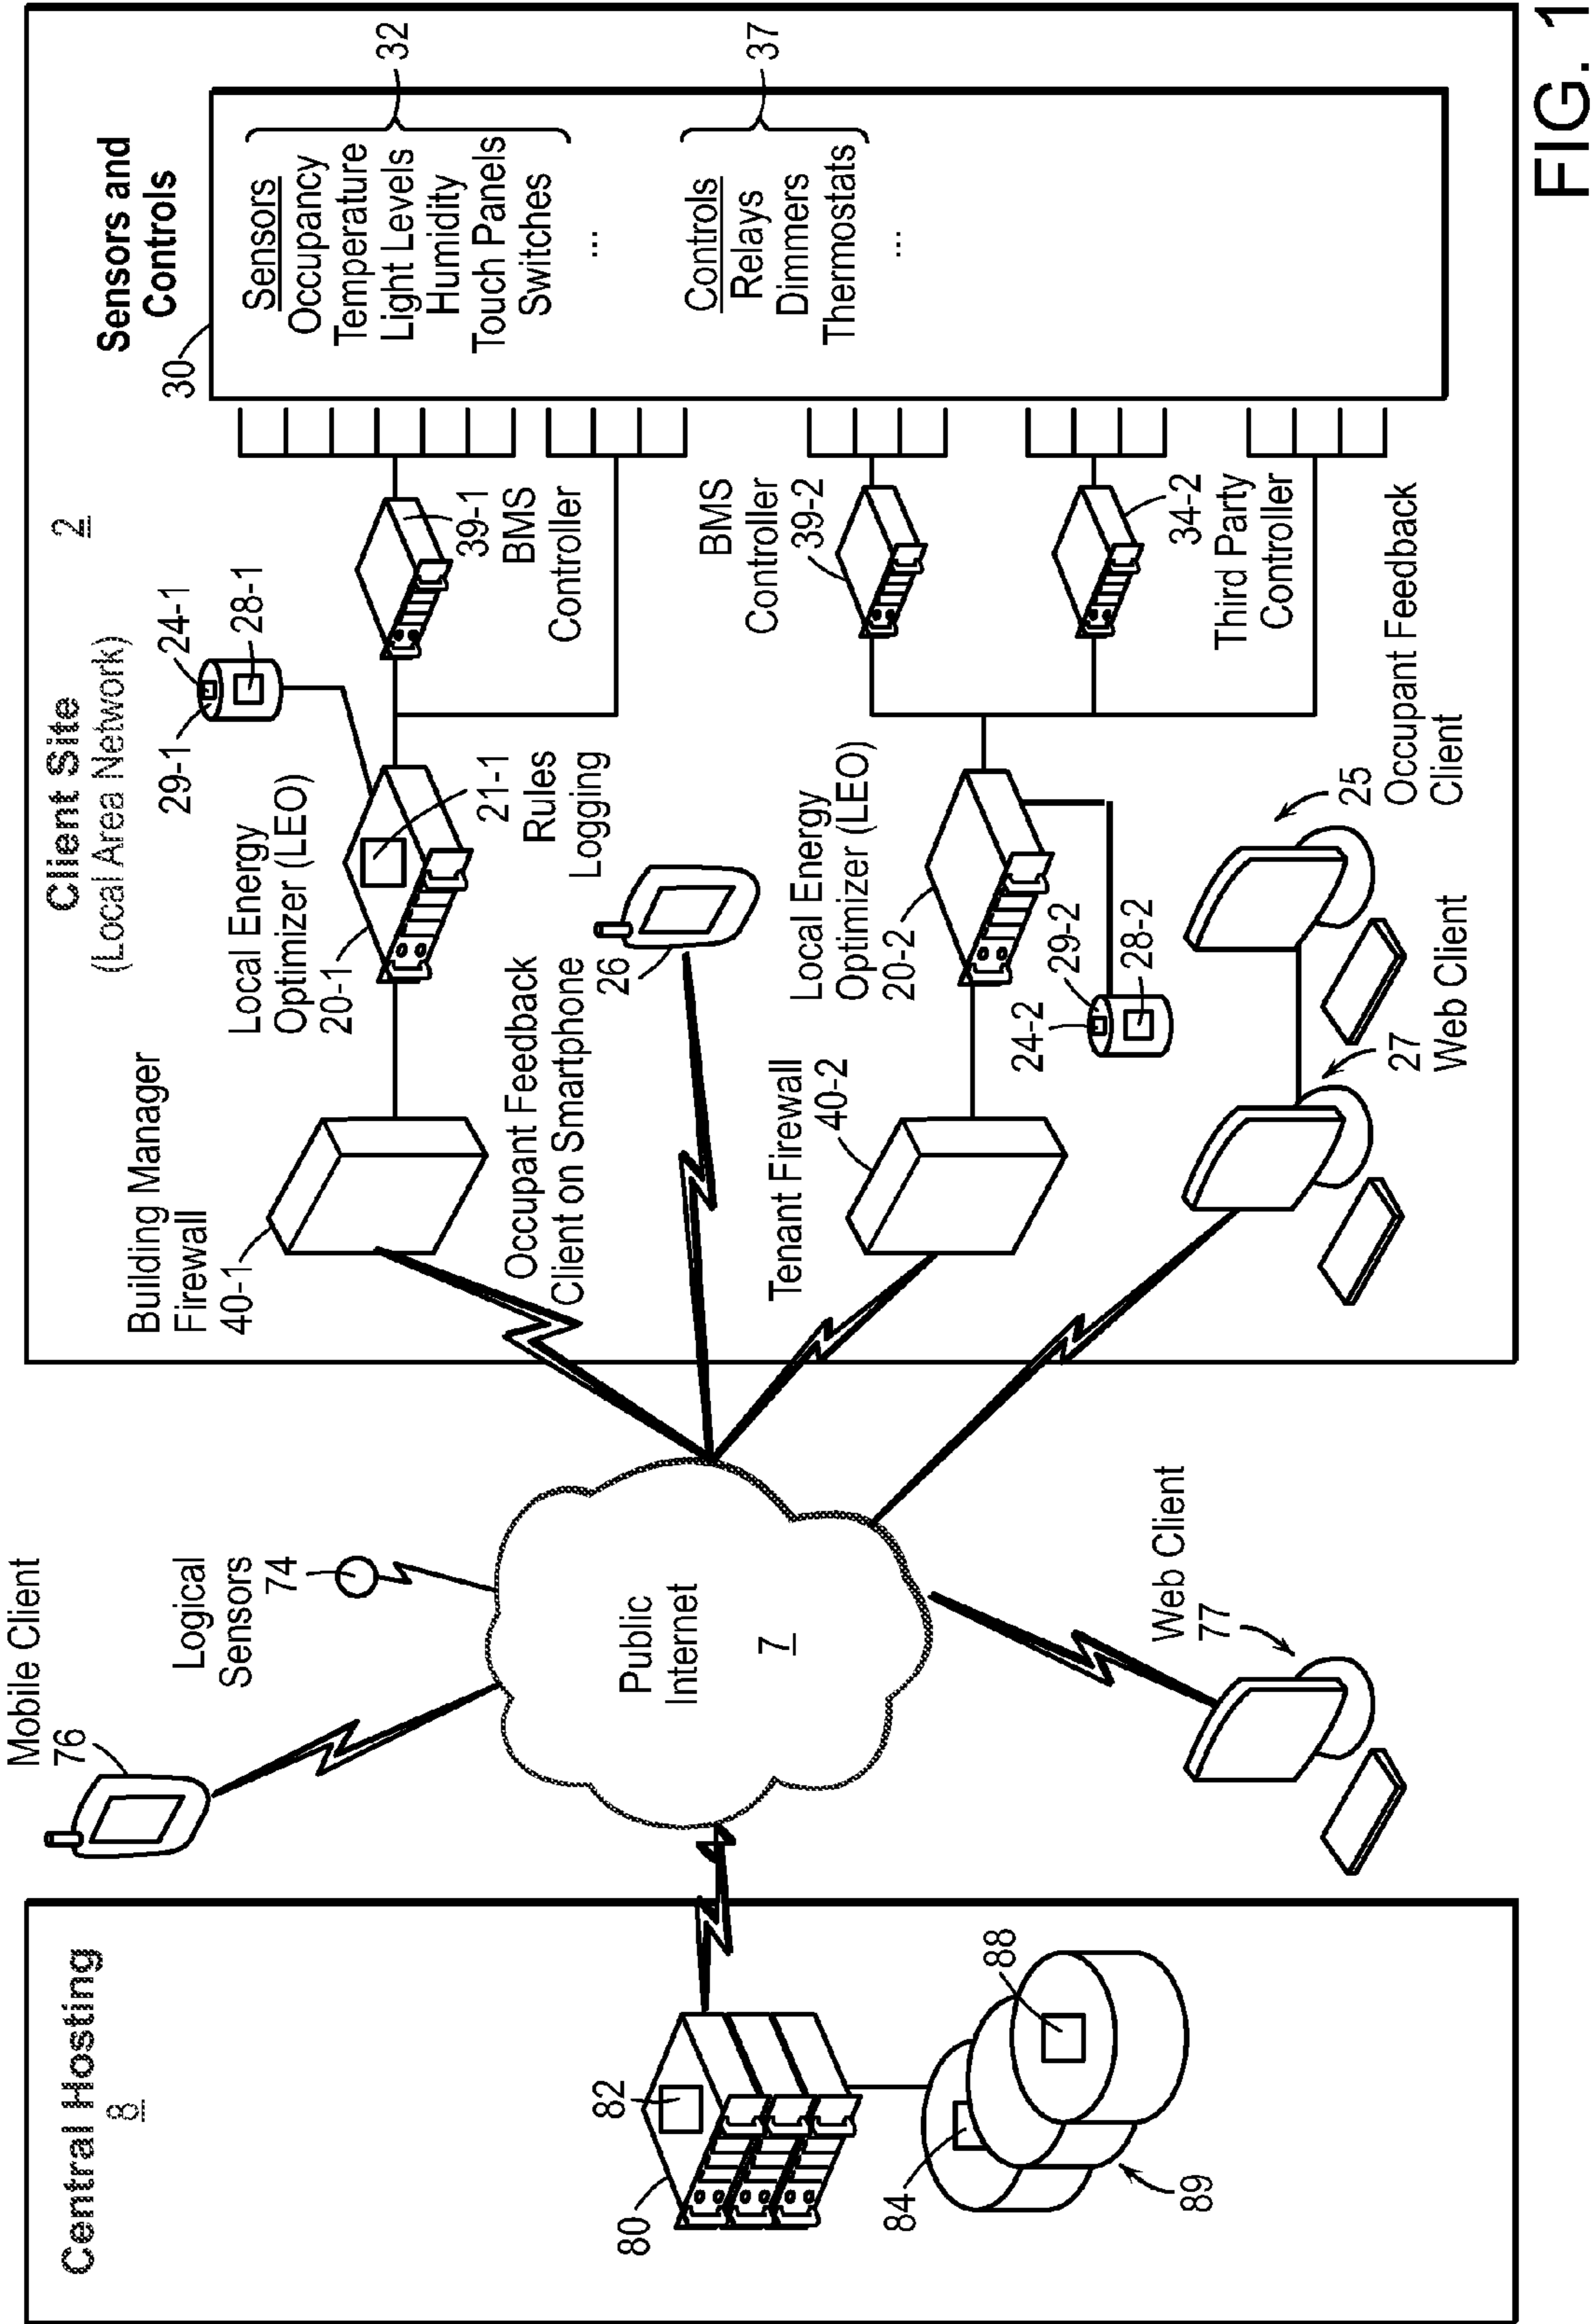 Central Hosting
8
80
82
84
88
89
Mobile Client
76
Logical
Sensors
74
Public
Internet
7
Web Client
77
Client Site
2
(Local Area Network)
Building Manager
Firewall
40-1
Local Energy
Optimizer (LEO)
20-1
29-1
24-1
28-1
21-1
Rules
Logging
39-1
BMS
Controller
Occupant Feedback
Client on Smartphone
26
Tenant Firewall
40-2
Local Energy
Optimizer (LEO)
20-2
24-2
29-2
28-2
BMS
Controller
39-2
34-2
Third Party
Controller
27
Web Client
25
Occupant Feedback
Client
Sensors and
Controls
30
Sensors
Occupancy
Temperature
Light Levels
Humidity
Touch Panels
Switches
...
32
Controls
Relays
Dimmers
Thermostats
...
37
FIG. 1